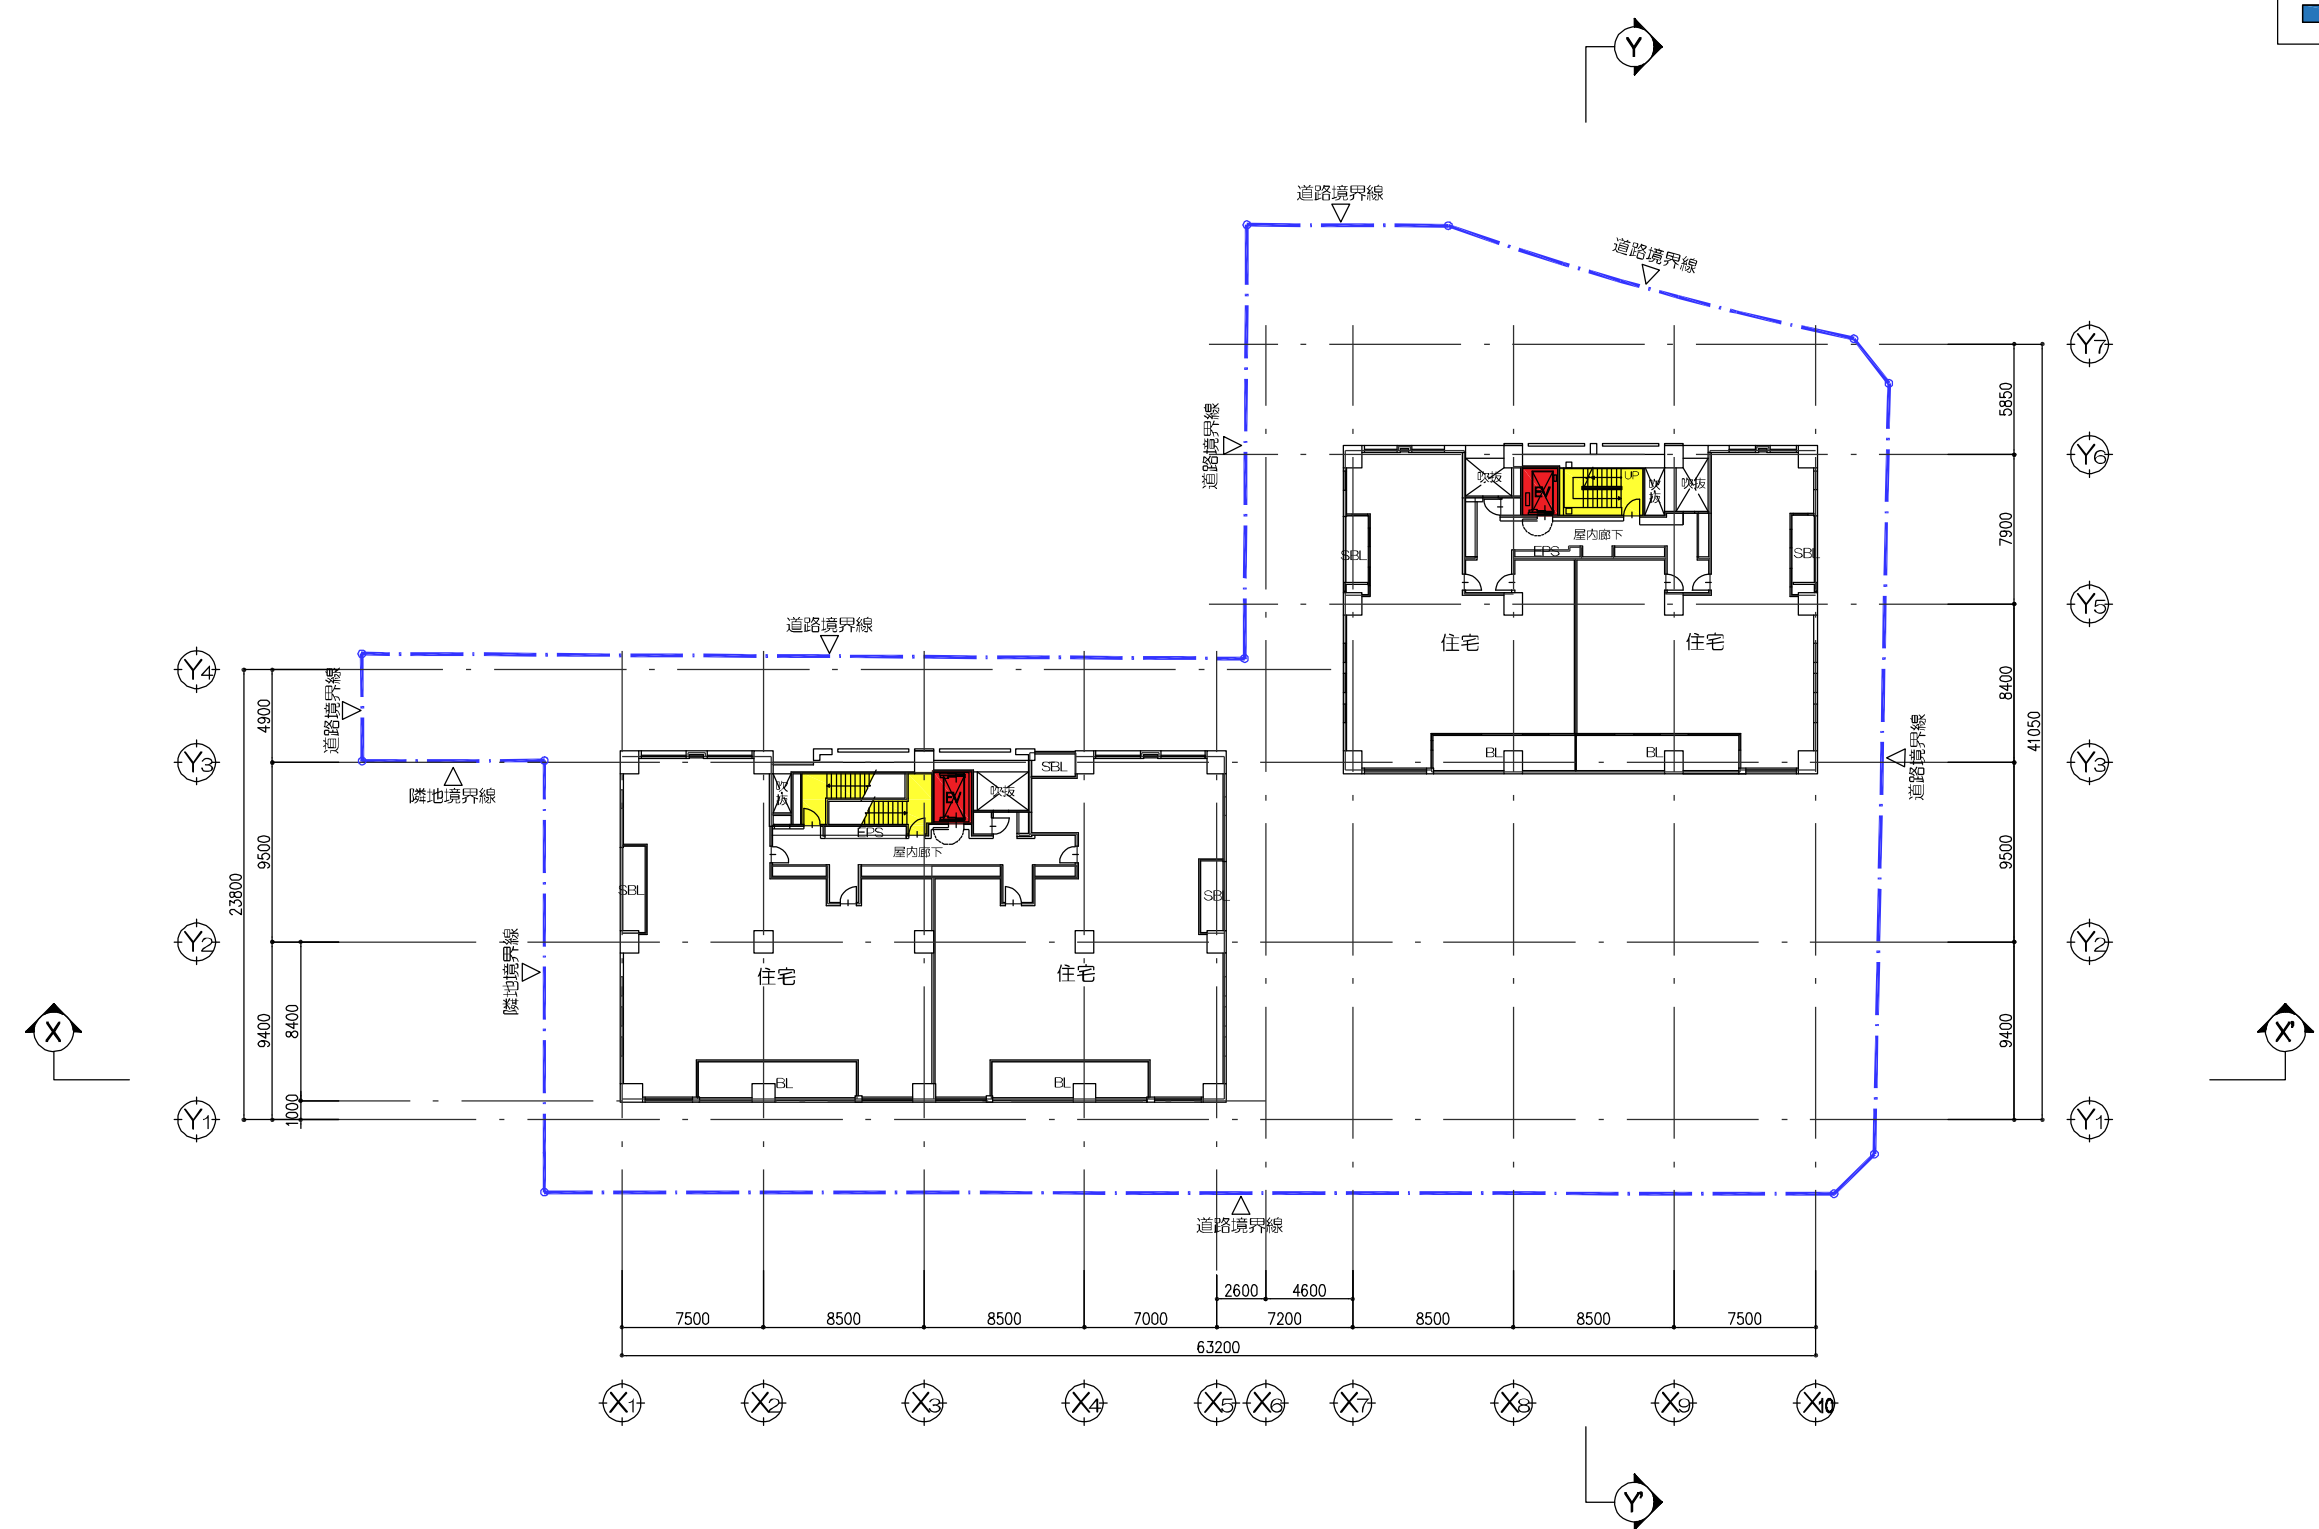 Y
道路境界線
道路境界線
Y7
5850
道路境界線
Y6
吹抜
EV
UP
吹抜
吹抜
7900
屋内廊下
EPS
SBL
SBL
Y5
道路境界線
住宅
住宅
Y4
道路境界線
8400
41050
4900
道路境界線
BL
BL
Y3
Y3
SBL
隣地境界線
吹抜
EV
吹抜
EPS
屋内廊下
9500
9500
23800
SBL
SBL
Y2
Y2
隣地境界線
住宅
住宅
X
X'
9400
8400
9400
BL
BL
1000
Y1
Y1
道路境界線
2600
4600
7500
8500
8500
7000
7200
8500
8500
7500
63200
X1
X2
X3
X4
X5
X6
X7
X8
X9
X10
Y'